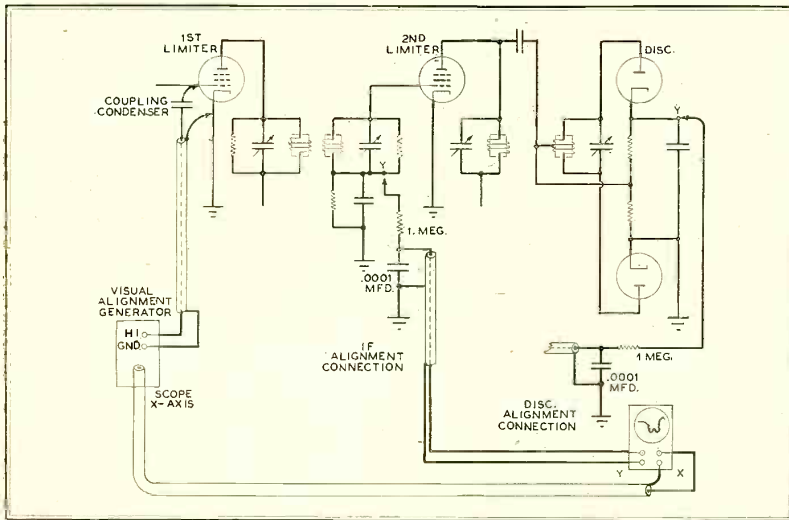 1ST
LIMITER
2ND
LIMITER
DISC.
COUPLING
CONDENSER
Y
Y
1. MEG.
.0001
MFD.
VISUAL
ALIGNMENT
GENERATOR
HI
GND.
IF
ALIGNMENT
CONNECTION
1 MEG.
.0001
MFD.
SCOPE
X-AXIS
DISC.
ALIGNMENT
CONNECTION
Y
X